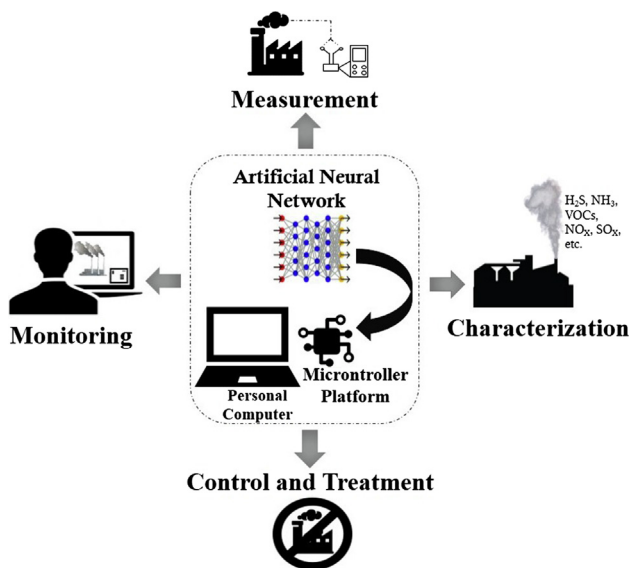 Measurement
Artificial Neural
Network
H₂S, NH₃,
VOCs,
NOₓ, SOₓ,
etc.
Monitoring
Characterization
Microntroller
Platform
Personal
Computer
Control and Treatment